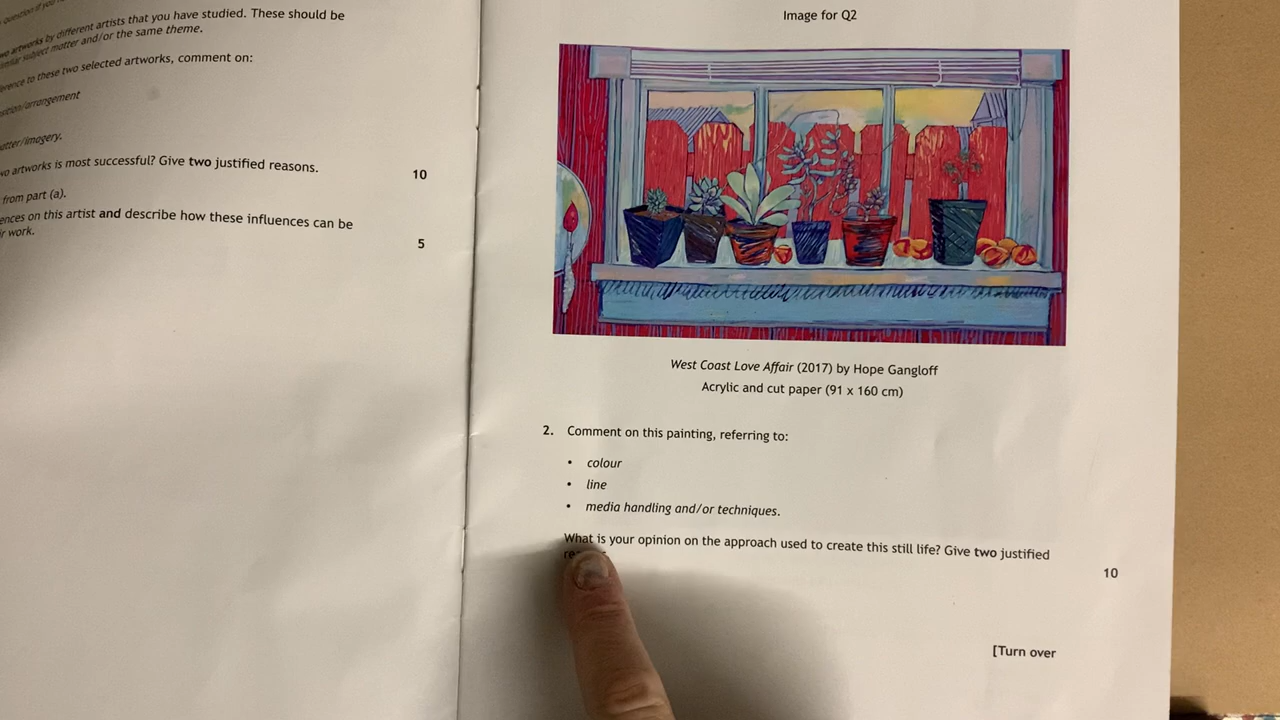 question if you
two artworks by different artists that you have studied. These should be
similar subject matter and/or the same theme.
reference to these two selected artworks, comment on:
matter/imagery.
two artworks is most successful? Give two justified reasons.
10
from part (a).
on this artist and describe how these influences can be
work.
5
Image for Q2
West Coast Love Affair (2017) by Hope Gangloff
Acrylic and cut paper (91 x 160 cm)
2. Comment on this painting, referring to:
• colour
• line
• media handling and/or techniques.
What is your opinion on the approach used to create this still life? Give two justified
10
[Turn over